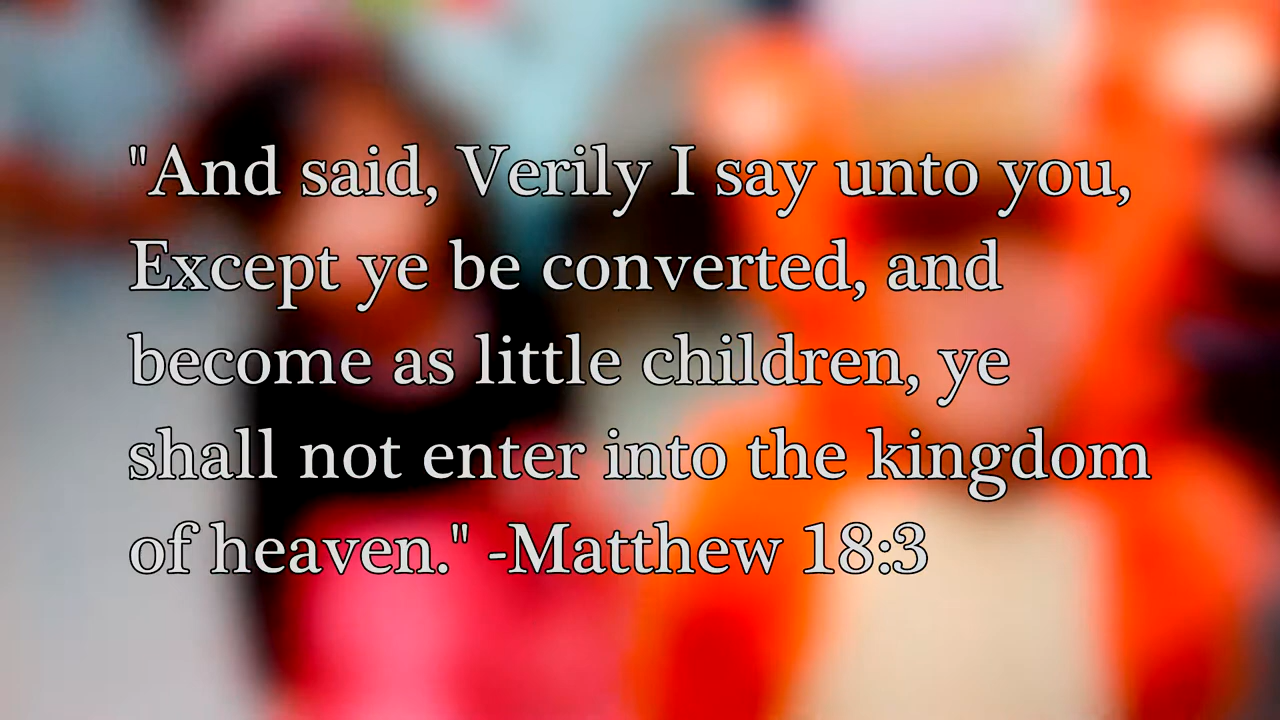 "And said, Verily I say unto you,
Except ye be converted, and
become as little children, ye
shall not enter into the kingdom
of heaven." -Matthew 18:3